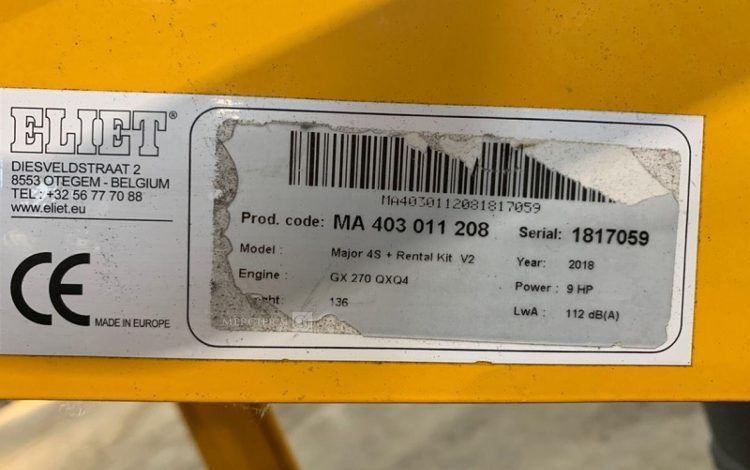 ELIET®
DIESVELDSTRAAT 2
8553 OTEGEM - BELGIUM
TEL : +32 56 77 70 88
www.eliet.eu
CE
MADE IN EUROPE
MA4030112081817059
Prod. code: MA 403 011 208
Serial: 1817059
Model : Major 4S + Rental Kit V2
Year: 2018
Engine : GX 270 QXQ4
Power : 9 HP
136
LwA : 112 dB(A)